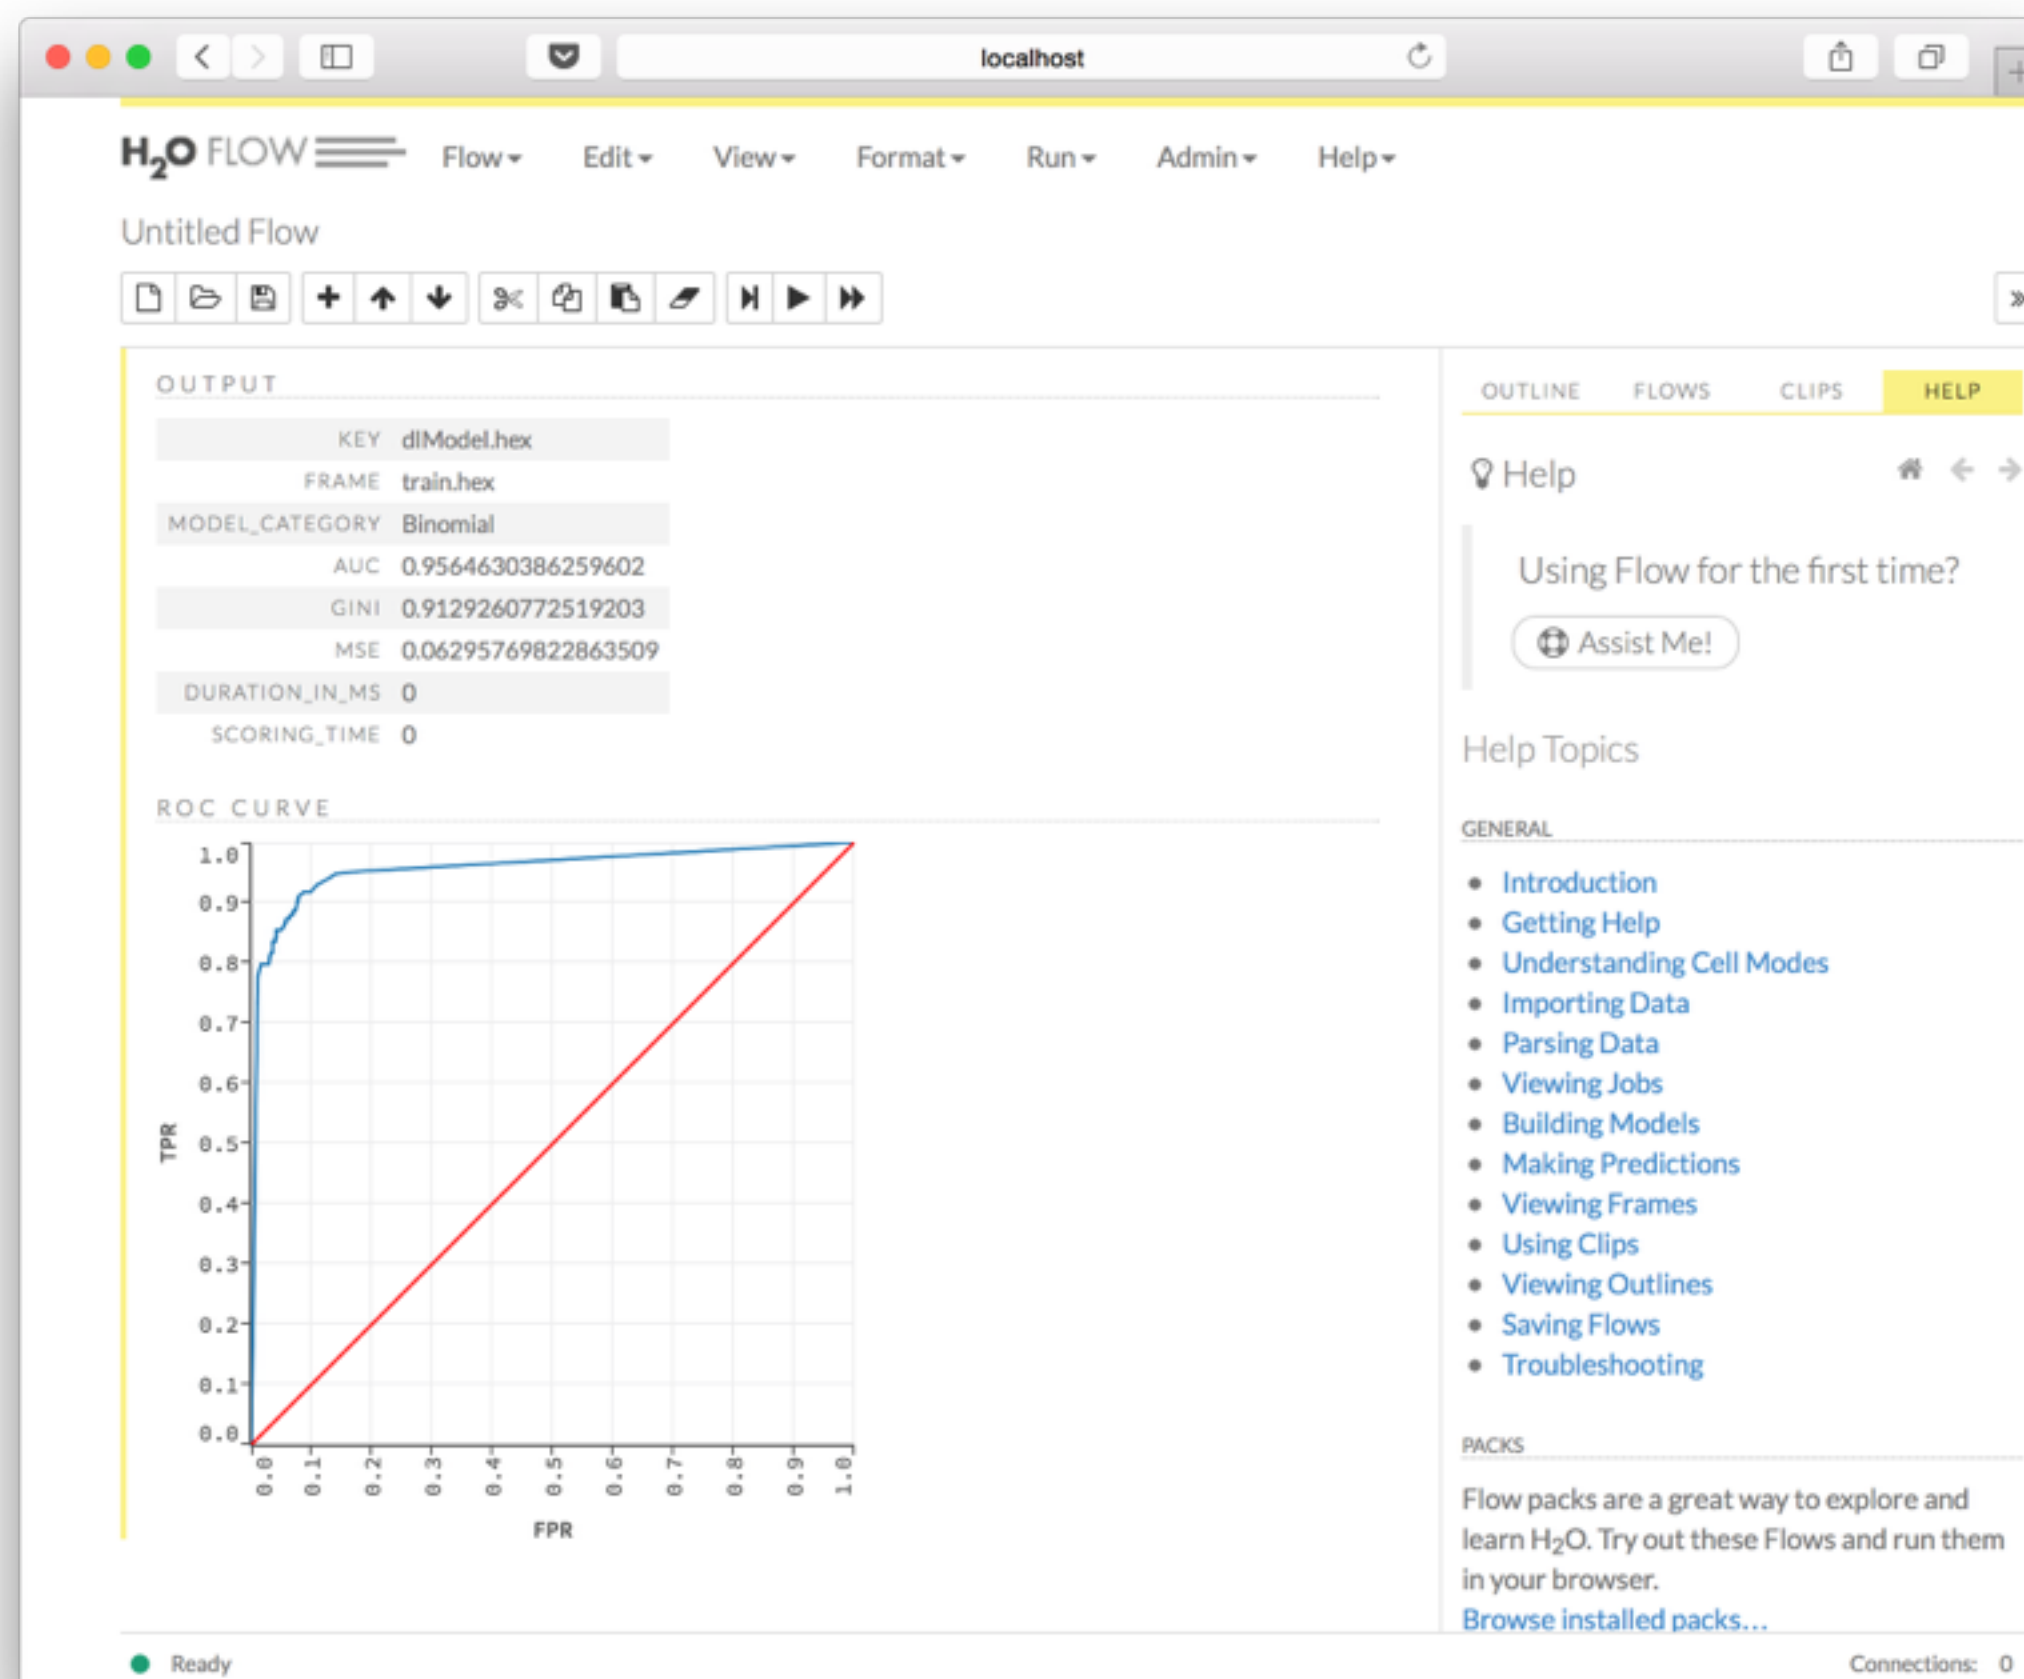 localhost
H2O FLOW Flow Edit View Format Run Admin Help
Untitled Flow
OUTPUT
KEY dlModel.hex
FRAME train.hex
MODEL_CATEGORY Binomial
AUC 0.9564630386259602
GINI 0.9129260772519203
MSE 0.06295769822863509
DURATION_IN_MS 0
SCORING_TIME 0
ROC CURVE
1.0
0.9
0.8
0.7
0.6
0.5
0.4
0.3
0.2
0.1
0.0
TPR
0.0 0.1 0.2 0.3 0.4 0.5 0.6 0.7 0.8 0.9 1.0
FPR
OUTLINE FLOWS CLIPS HELP
Help
Using Flow for the first time?
Assist Me!
Help Topics
GENERAL
Introduction
Getting Help
Understanding Cell Modes
Importing Data
Parsing Data
Viewing Jobs
Building Models
Making Predictions
Viewing Frames
Using Clips
Viewing Outlines
Saving Flows
Troubleshooting
PACKS
Flow packs are a great way to explore and
learn H2O. Try out these Flows and run them
in your browser.
Browse installed packs...
Ready
Connections: 0